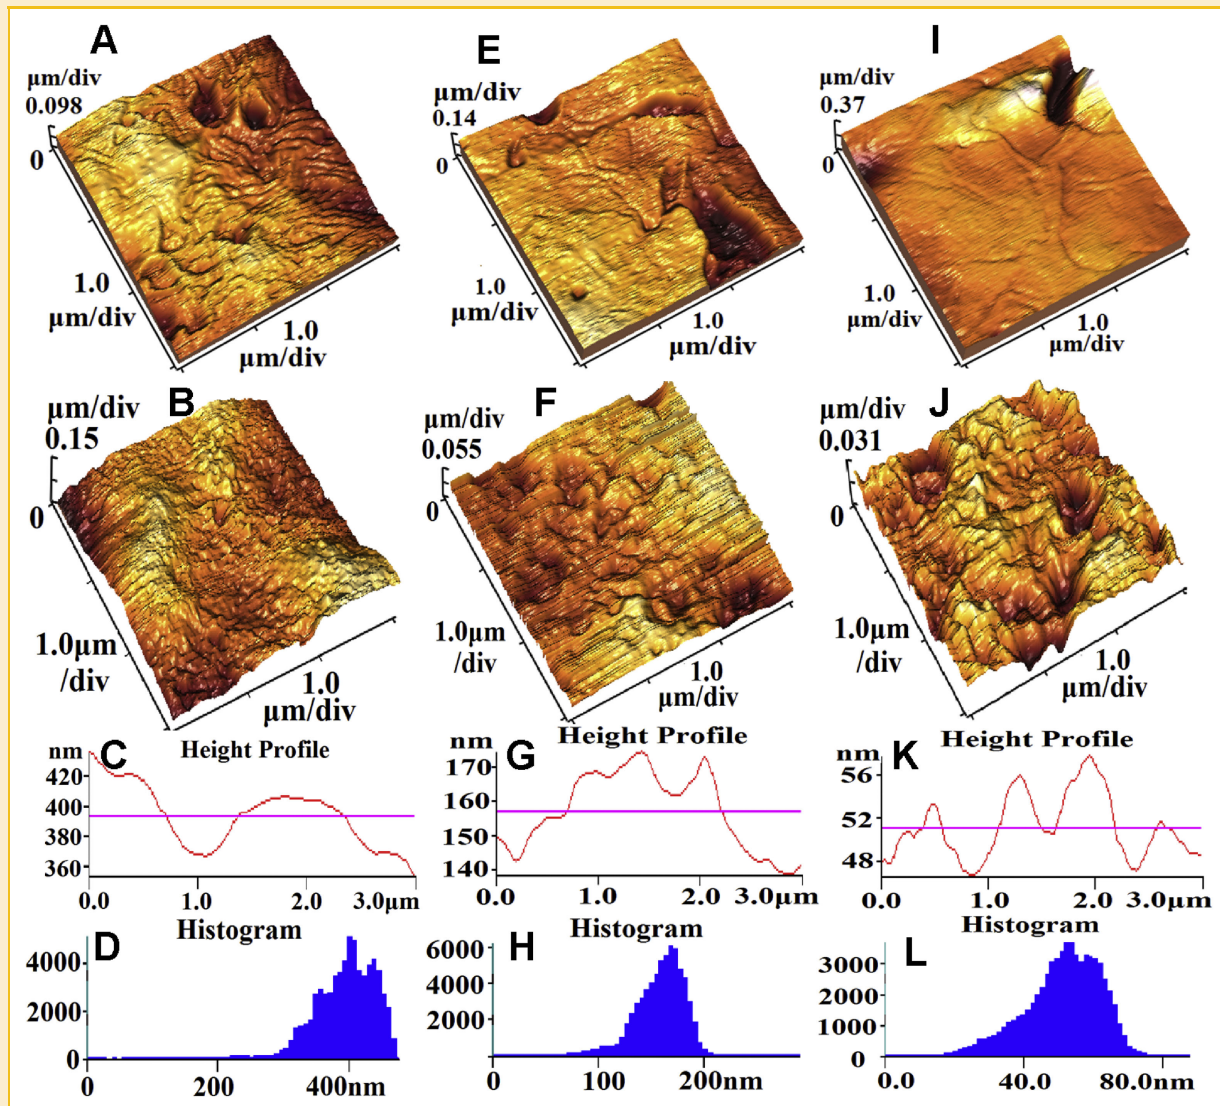 A
E
I
µm/div
0.098
0
1.0
µm/div
1.0
µm/div
µm/div
0.14
0
1.0
µm/div
1.0
µm/div
µm/div
0.37
0
1.0
µm/div
1.0
µm/div
B
F
J
µm/div
0.15
0
1.0µm
/div
1.0
µm/div
µm/div
0.055
0
1.0µm
/div
1.0
µm/div
µm/div
0.031
0
1.0µm
/div
1.0
µm/div
nm
C
Height Profile
420
400
380
360
0.0 1.0 2.0 3.0µm
nm
G
Height Profile
170
160
150
140
0.0 1.0 2.0 3.0µm
nm
K
Height Profile
56
52
48
0.0 1.0 2.0 3.0µm
D
Histogram
4000
2000
0
0 200 400nm
H
Histogram
6000
4000
2000
0 100 200nm
L
Histogram
3000
2000
1000
0
0.0 40.0 80.0nm